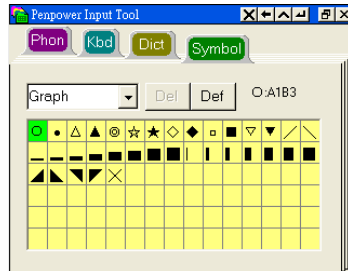 Penpower Input Tool
Phon Kbd Dict Symbol
Graph Del Def O:A1B3
○ • △ ▲ ◎ ☆ ★ ◇ ◆ □ ■ ▽ ▼ ╱ ╲
▁ ▂ ▃ ▄ ▅ ▆ ▇ █ ▏ ▎ ▍ ▌ ▋ ▊ ▉
◢ ◣ ◥ ◤ ╳